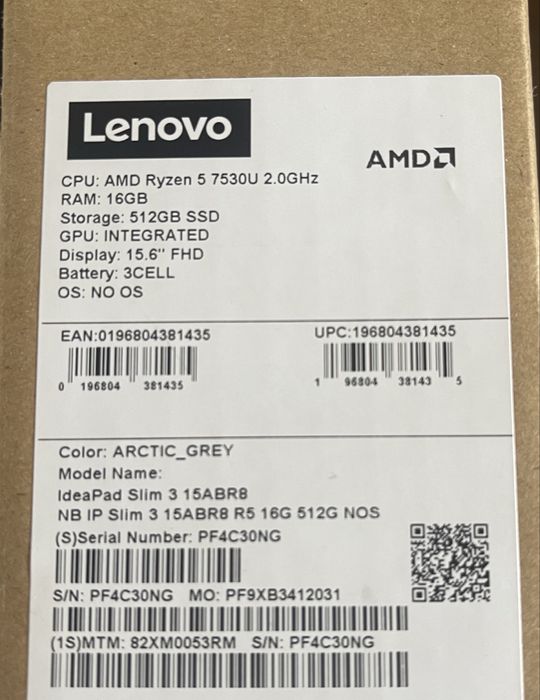 Lenovo
AMD
CPU: AMD Ryzen 5 7530U 2.0GHz
RAM: 16GB
Storage: 512GB SSD
GPU: INTEGRATED
Display: 15.6" FHD
Battery: 3CELL
OS: NO OS
EAN:0196804381435 UPC:196804381435
0 196804 381435 1 96804 38143 5
Color: ARCTIC_GREY
Model Name:
IdeaPad Slim 3 15ABR8
NB IP Slim 3 15ABR8 R5 16G 512G NOS
(S)Serial Number: PF4C30NG
S/N: PF4C30NG MO: PF9XB3412031
(1S)MTM: 82XM0053RM S/N: PF4C30NG